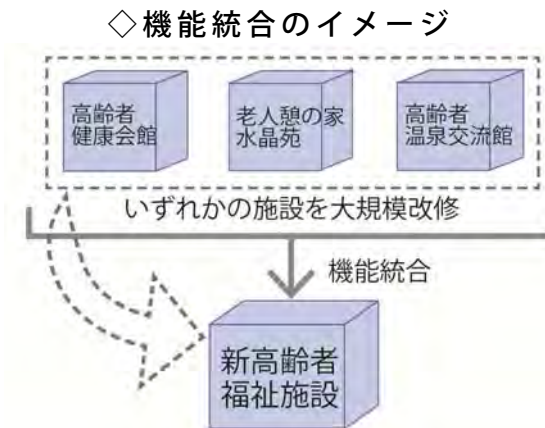 ◇機能統合のイメージ
高齢者
健康会館
老人憩の家
水晶苑
高齢者
温泉交流館
いずれかの施設を大規模改修
機能統合
新高齢者
福祉施設